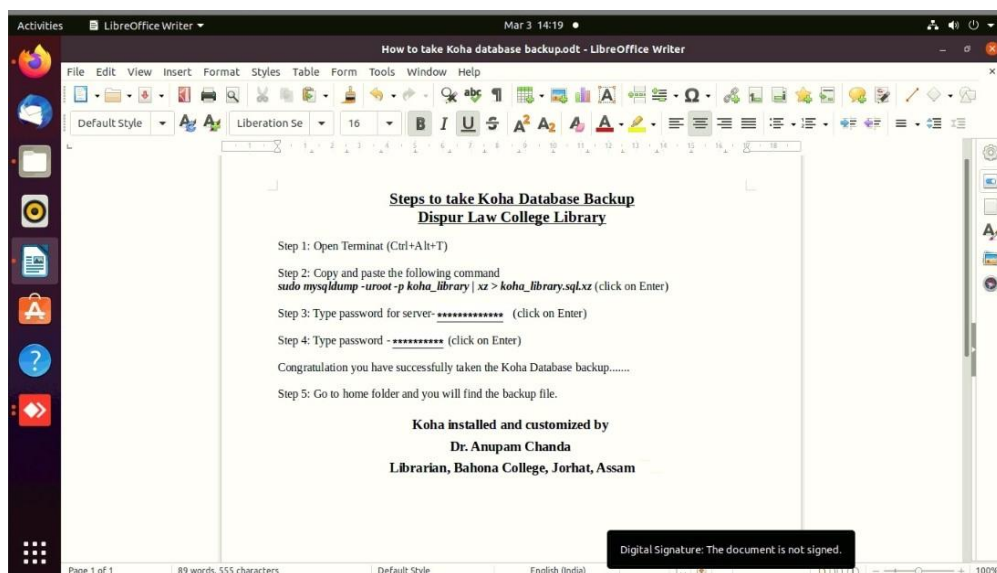 Activities LibreOffice Writer Mar 3 14:19
How to take Koha database backup.odt - LibreOffice Writer
File Edit View Insert Format Styles Table Form Tools Window Help
Default Style Liberation Se 16
Steps to take Koha Database Backup
Dispur Law College Library
Step 1: Open Terminat (Ctrl+Alt+T)
Step 2: Copy and paste the following command
sudo mysqldump -uroot -p koha_library | xz > koha_library.sql.xz (click on Enter)
Step 3: Type password for server- ************* (click on Enter)
Step 4: Type password - ********** (click on Enter)
Congratulation you have successfully taken the Koha Database backup.......
Step 5: Go to home folder and you will find the backup file.
Koha installed and customized by
Dr. Anupam Chanda
Librarian, Bahona College, Jorhat, Assam
Digital Signature: The document is not signed.
Page 1 of 1 89 words, 555 characters Default Style English (India) 100%